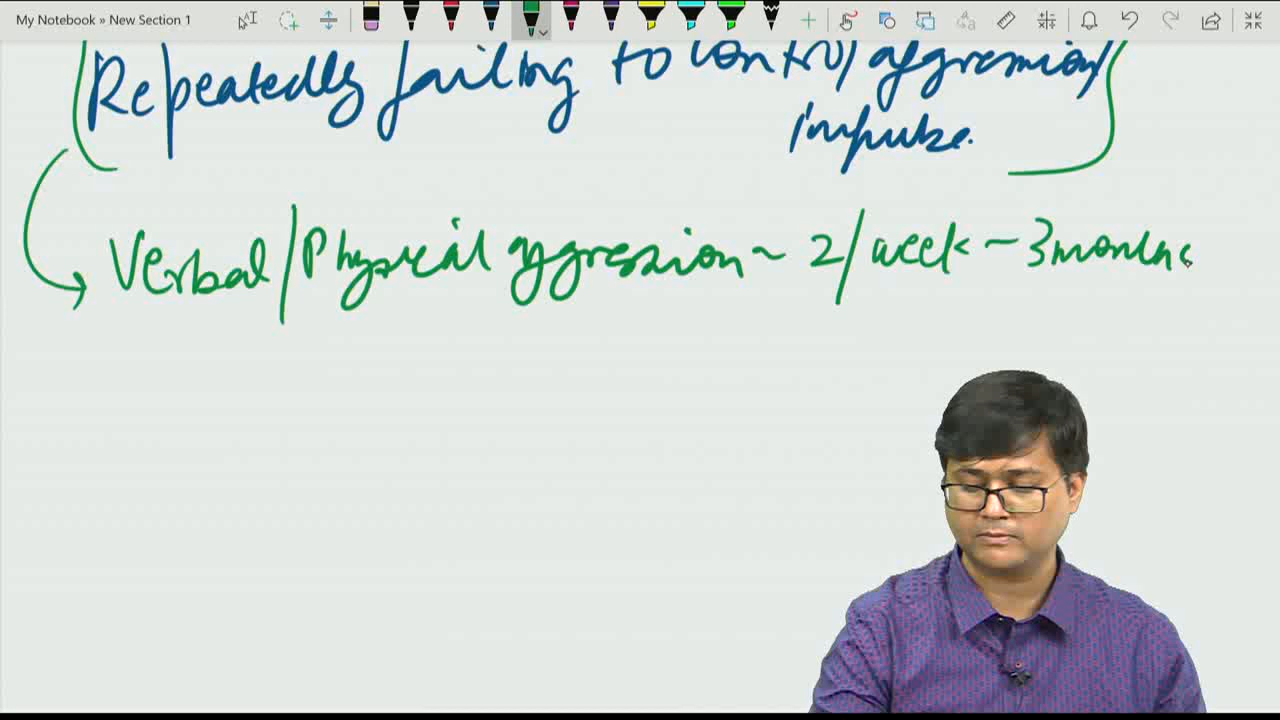 My Notebook » New Section 1
Repeatedly failing to control aggression/
impulse.
Verbal/Physical aggression ~ 2/week ~ 3 months